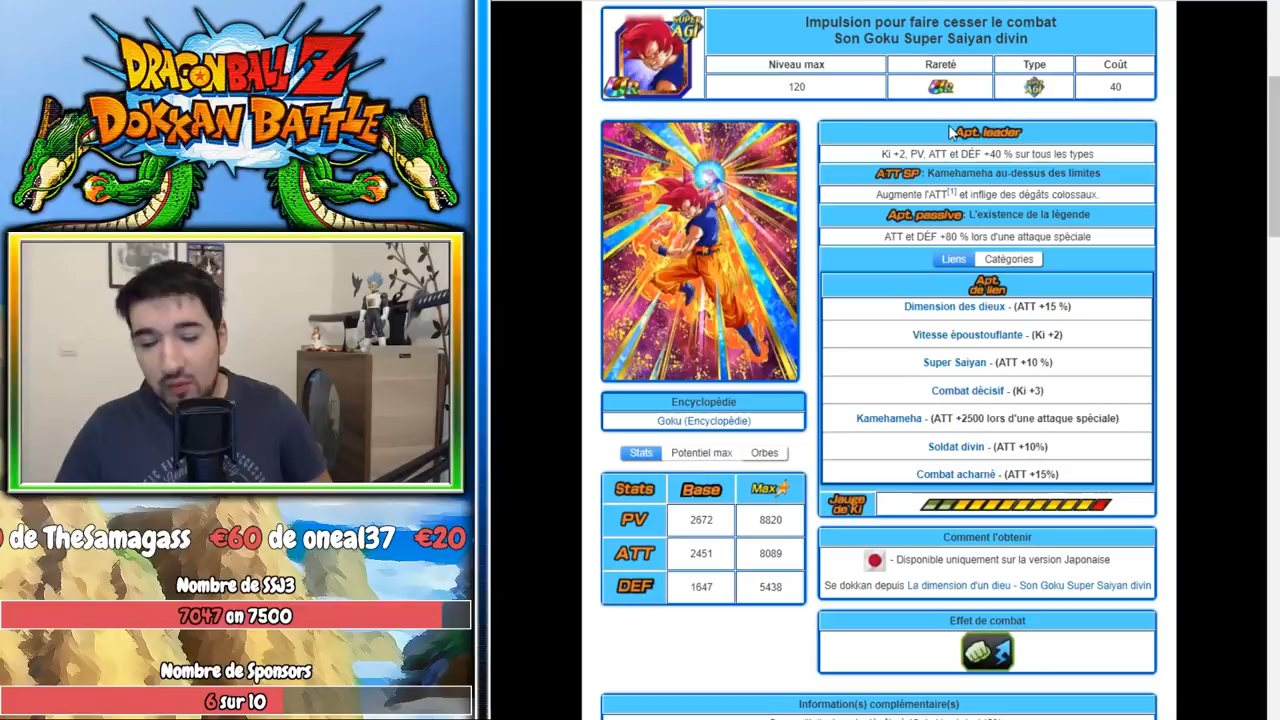 DRAGONBALL Z
DOKKAN BATTLE
de TheSamagass €60 de oneal37 €20
Nombre de SSJ3
7047 on 7500
Nombre de Sponsors
6 sur 10
SUPER
AGI
Impulsion pour faire cesser le combat
Son Goku Super Saiyan divin
Niveau max Rareté Type Coût
120 40
Apt. leader
Ki +2, PV, ATT et DÉF +40 % sur tous les types
ATT SP : Kamehameha au-dessus des limites
Augmente l'ATT[1] et inflige des dégâts colossaux.
Apt. passive : L'existence de la légende
ATT et DÉF +80 % lors d'une attaque spéciale
Liens Catégories
Apt.
de lien
Dimension des dieux - (ATT +15 %)
Vitesse époustouflante - (Ki +2)
Super Saiyan - (ATT +10 %)
Combat décisif - (Ki +3)
Kamehameha - (ATT +2500 lors d'une attaque spéciale)
Soldat divin - (ATT +10%)
Combat acharné - (ATT +15%)
Jauge
de Ki
Encyclopédie
Goku (Encyclopédie)
Stats Potentiel max Orbes
Stats Base Max
PV 2672 8820
ATT 2451 8089
DEF 1647 5438
Comment l'obtenir
- Disponible uniquement sur la version Japonaise
Se dokkan depuis La dimension d'un dieu - Son Goku Super Saiyan divin
Effet de combat
Information(s) complémentaire(s)